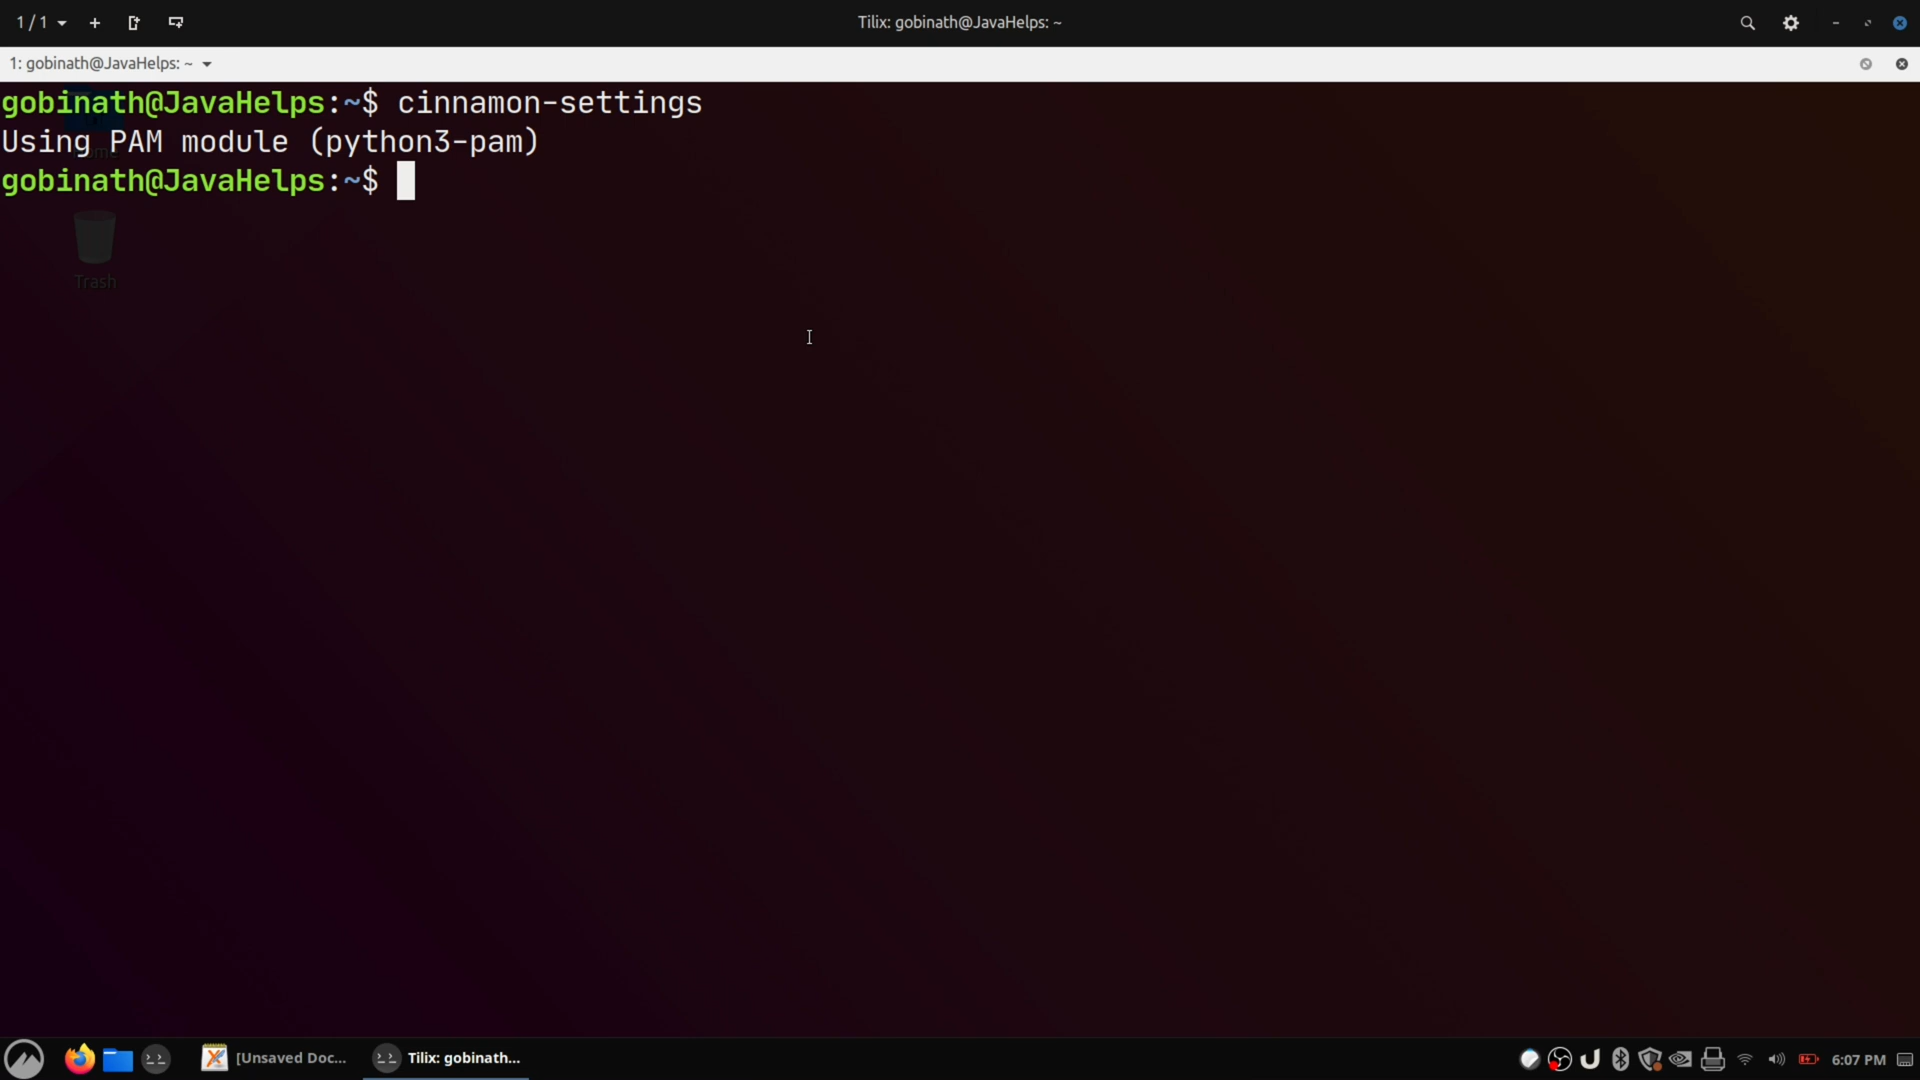 1 / 1
Tilix: gobinath@JavaHelps: ~
1: gobinath@JavaHelps: ~
gobinath@JavaHelps:~$ cinnamon-settings
Using PAM module (python3-pam)
gobinath@JavaHelps:~$
Trash
[Unsaved Doc...
Tilix: gobinath...
6:07 PM